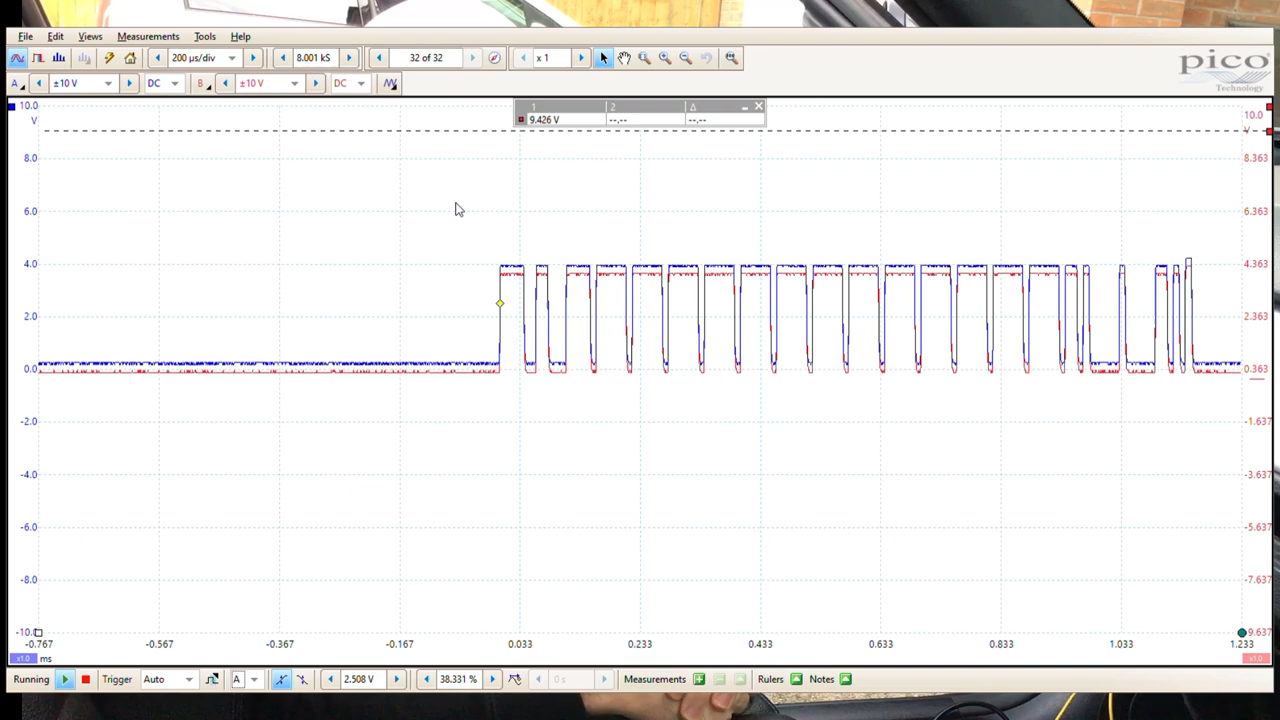 File Edit Views Measurements Tools Help
200 µs/div 8.001 kS 32 of 32 x 1
pico
Technology
A ±10 V DC B ±10 V DC
1 2 Δ
9.426 V --.-- --.--
10.0 10.0
V V
8.0 8.363
6.0 6.363
4.0 4.363
2.0 2.363
0.0 0.363
-2.0 -1.637
-4.0 -3.637
-6.0 -5.637
-8.0 -7.637
-10.0 9.637
-0.767 -0.567 -0.367 -0.167 0.033 0.233 0.433 0.633 0.833 1.033 1.233
x1.0 ms x1.0
Running Trigger Auto A 2.508 V 38.331 % 0 s Measurements Rulers Notes